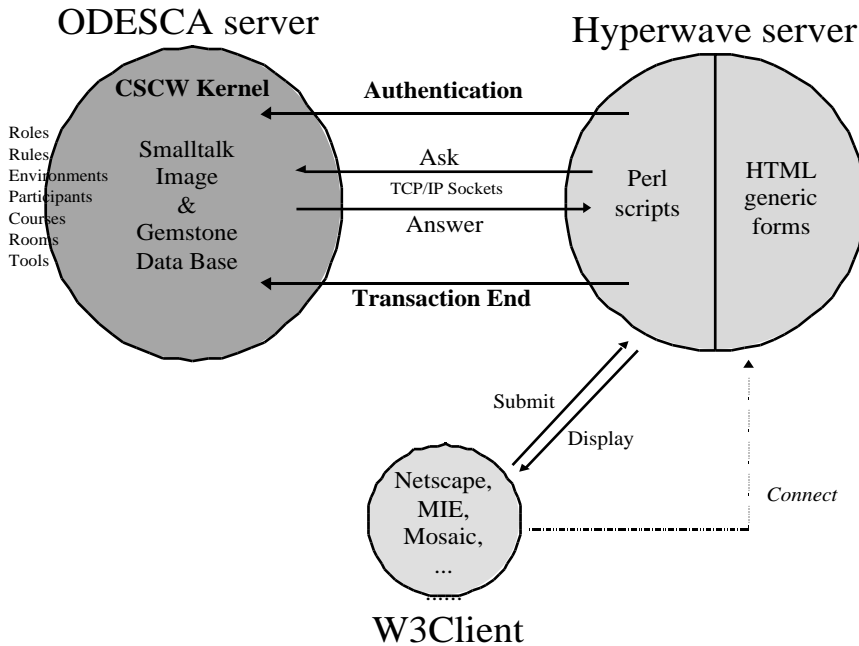 ODESCA server
Hyperwave server
CSCW Kernel
Authentication
Roles
Rules
Environments
Participants
Courses
Rooms
Tools
Smalltalk
Image
&
Gemstone
Data Base
Ask
TCP/IP Sockets
Answer
Perl
scripts
HTML
generic
forms
Transaction End
Submit
Display
Netscape,
MIE,
Mosaic,
...
......
Connect
W3Client